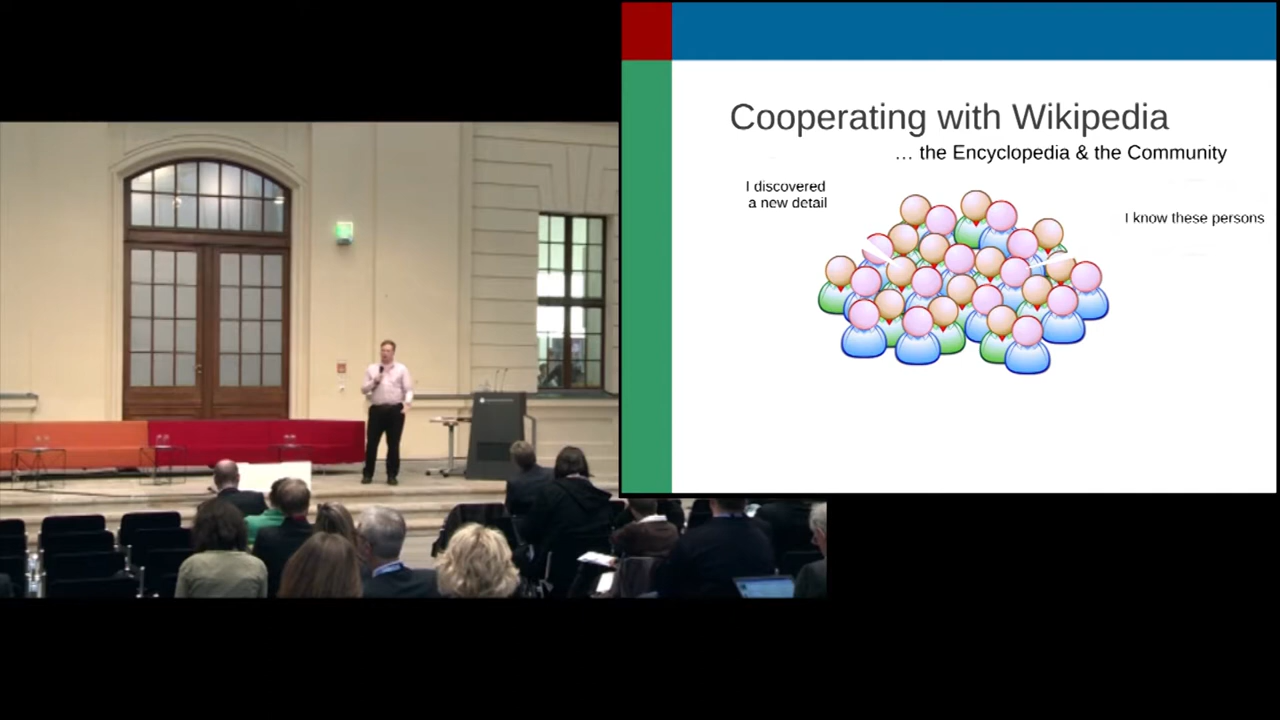 Cooperating with Wikipedia
… the Encyclopedia & the Community
I discovered
a new detail
I know these persons